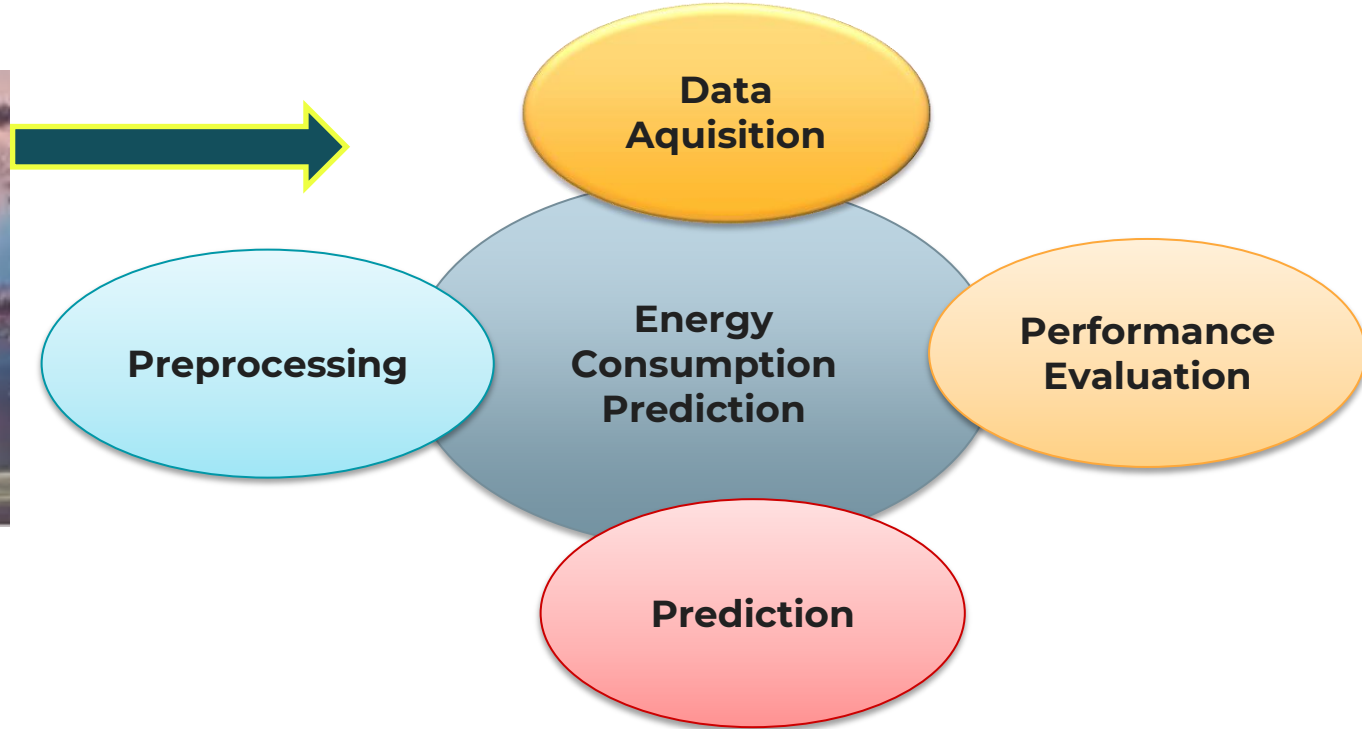 Data
Aquisition
Preprocessing
Energy
Consumption
Prediction
Performance
Evaluation
Prediction